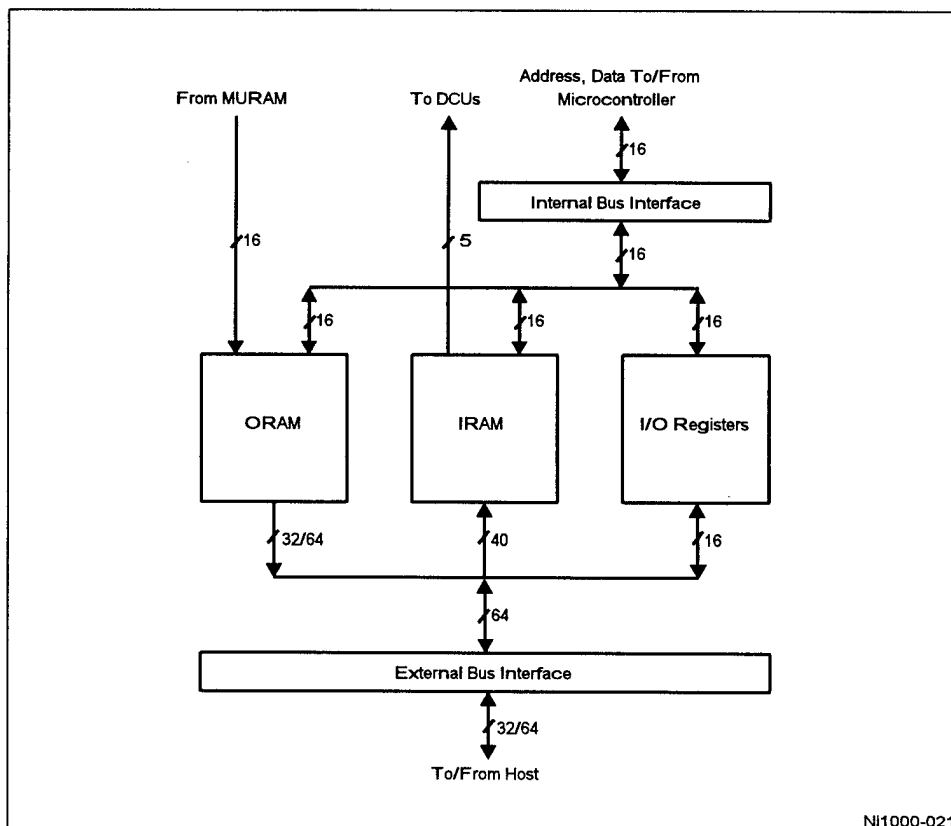 Address, Data To/From
From MURAM
To DCUs
Microcontroller
16
Internal Bus Interface
16
5
16
16
16
16
ORAM
IRAM
I/O Registers
32/64
40
16
64
External Bus Interface
32/64
To/From Host